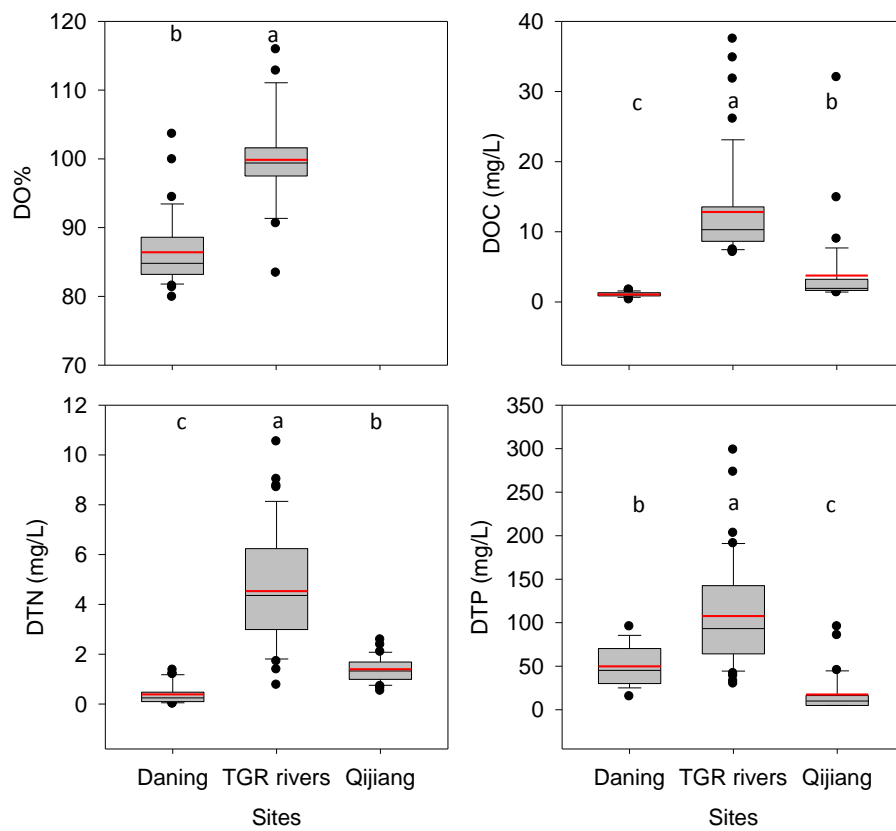 120
110
100
90
80
70
DO%
b
a
40
30
20
10
0
DOC (mg/L)
c
a
b
12
10
8
6
4
2
0
DTN (mg/L)
c
a
b
Daning TGR rivers Qijiang
Sites
350
300
250
200
150
100
50
0
DTP (mg/L)
b
a
c
Daning TGR rivers Qijiang
Sites